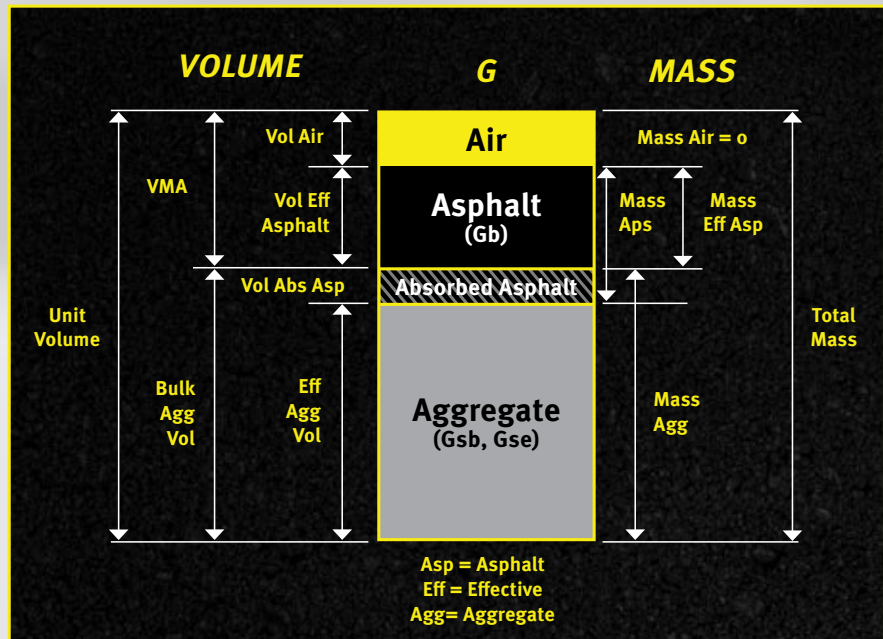 VOLUME
G
MASS
Vol Air
Air
Mass Air = 0
VMA
Vol Eff
Asphalt
Asphalt
(Gb)
Mass
Aps
Mass
Eff Asp
Vol Abs Asp
Absorbed Asphalt
Unit
Volume
Total
Mass
Bulk
Agg
Vol
Eff
Agg
Vol
Aggregate
(Gsb, Gse)
Mass
Agg
Asp = Asphalt
Eff = Effective
Agg= Aggregate